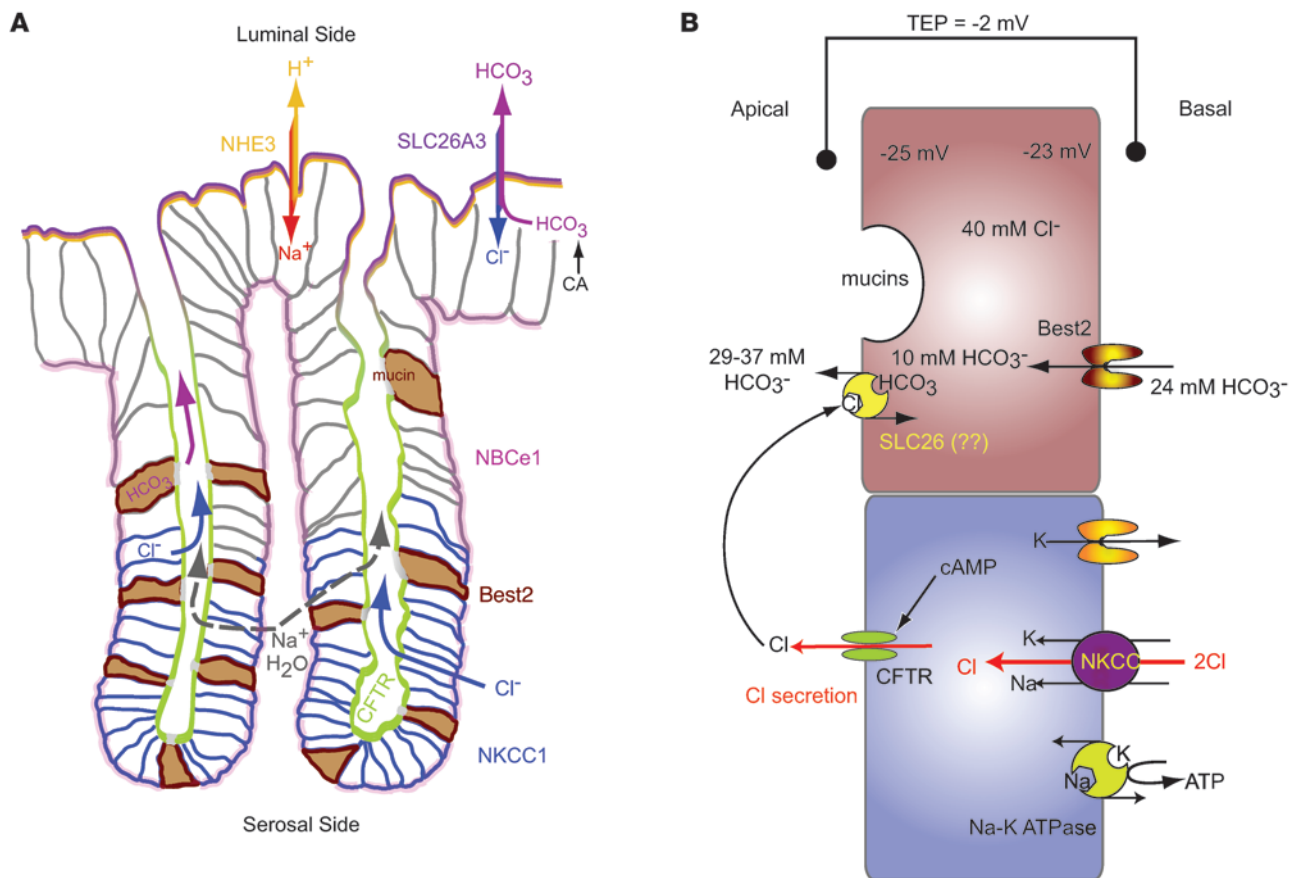 A
Luminal Side
H+
HCO3
NHE3
SLC26A3
HCO3
Na+
Cl-
CA
mucin
NBCe1
HCO3
Cl-
Best2
Na+
H2O
Cl-
CFTR
NKCC1
Serosal Side
B
TEP = -2 mV
Apical
Basal
-25 mV
-23 mV
40 mM Cl-
mucins
Best2
29-37 mM
HCO3-
10 mM HCO3-
HCO3
24 mM HCO3-
Cl
SLC26 (??)
K
cAMP
Cl
CFTR
Cl secretion
K
Cl
NKCC
2Cl
Na
K
Na
ATP
Na-K ATPase